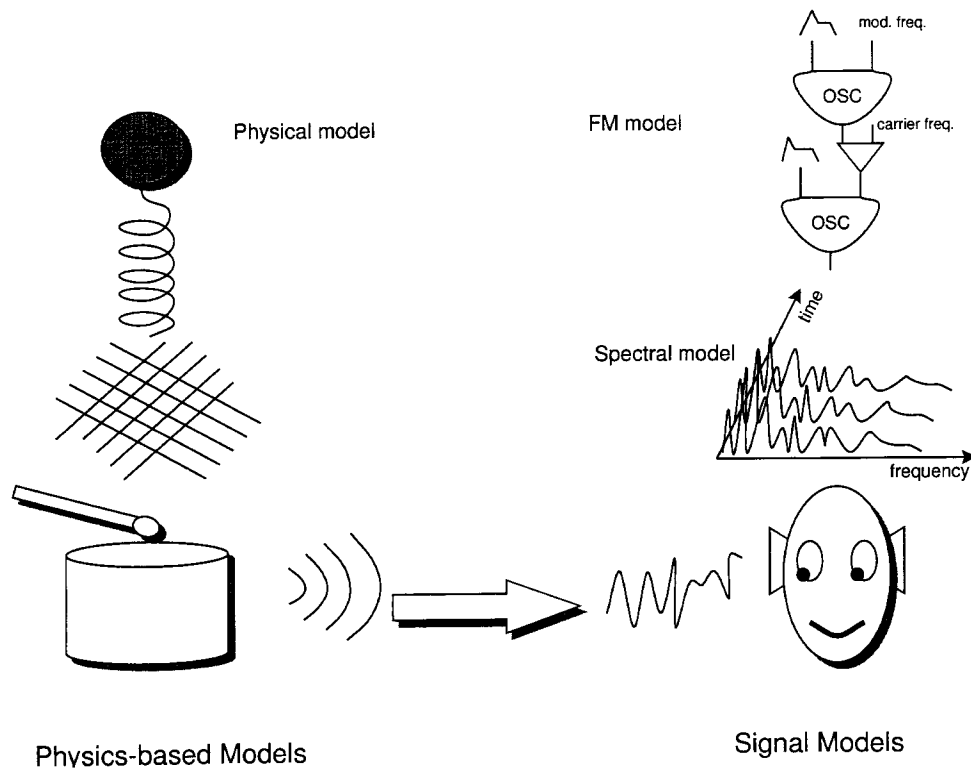 mod. freq.
OSC
Physical model
FM model
carrier freq.
OSC
time
Spectral model
frequency
Physics-based Models
Signal Models